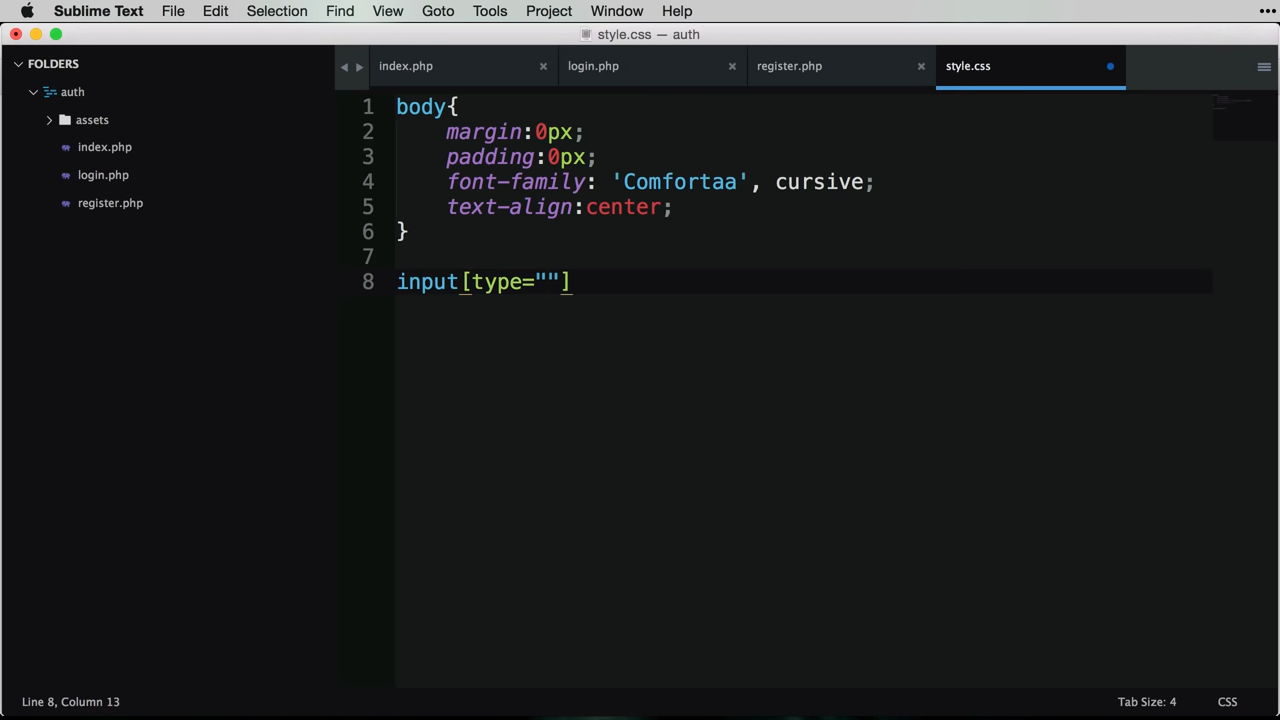 Sublime Text File Edit Selection Find View Goto Tools Project Window Help
style.css — auth
FOLDERS
auth
assets
index.php
login.php
register.php
index.php login.php register.php style.css
1 body{
2 margin:0px;
3 padding:0px;
4 font-family: 'Comfortaa', cursive;
5 text-align:center;
6 }
7
8 input[type=""]
Line 8, Column 13
Tab Size: 4 CSS